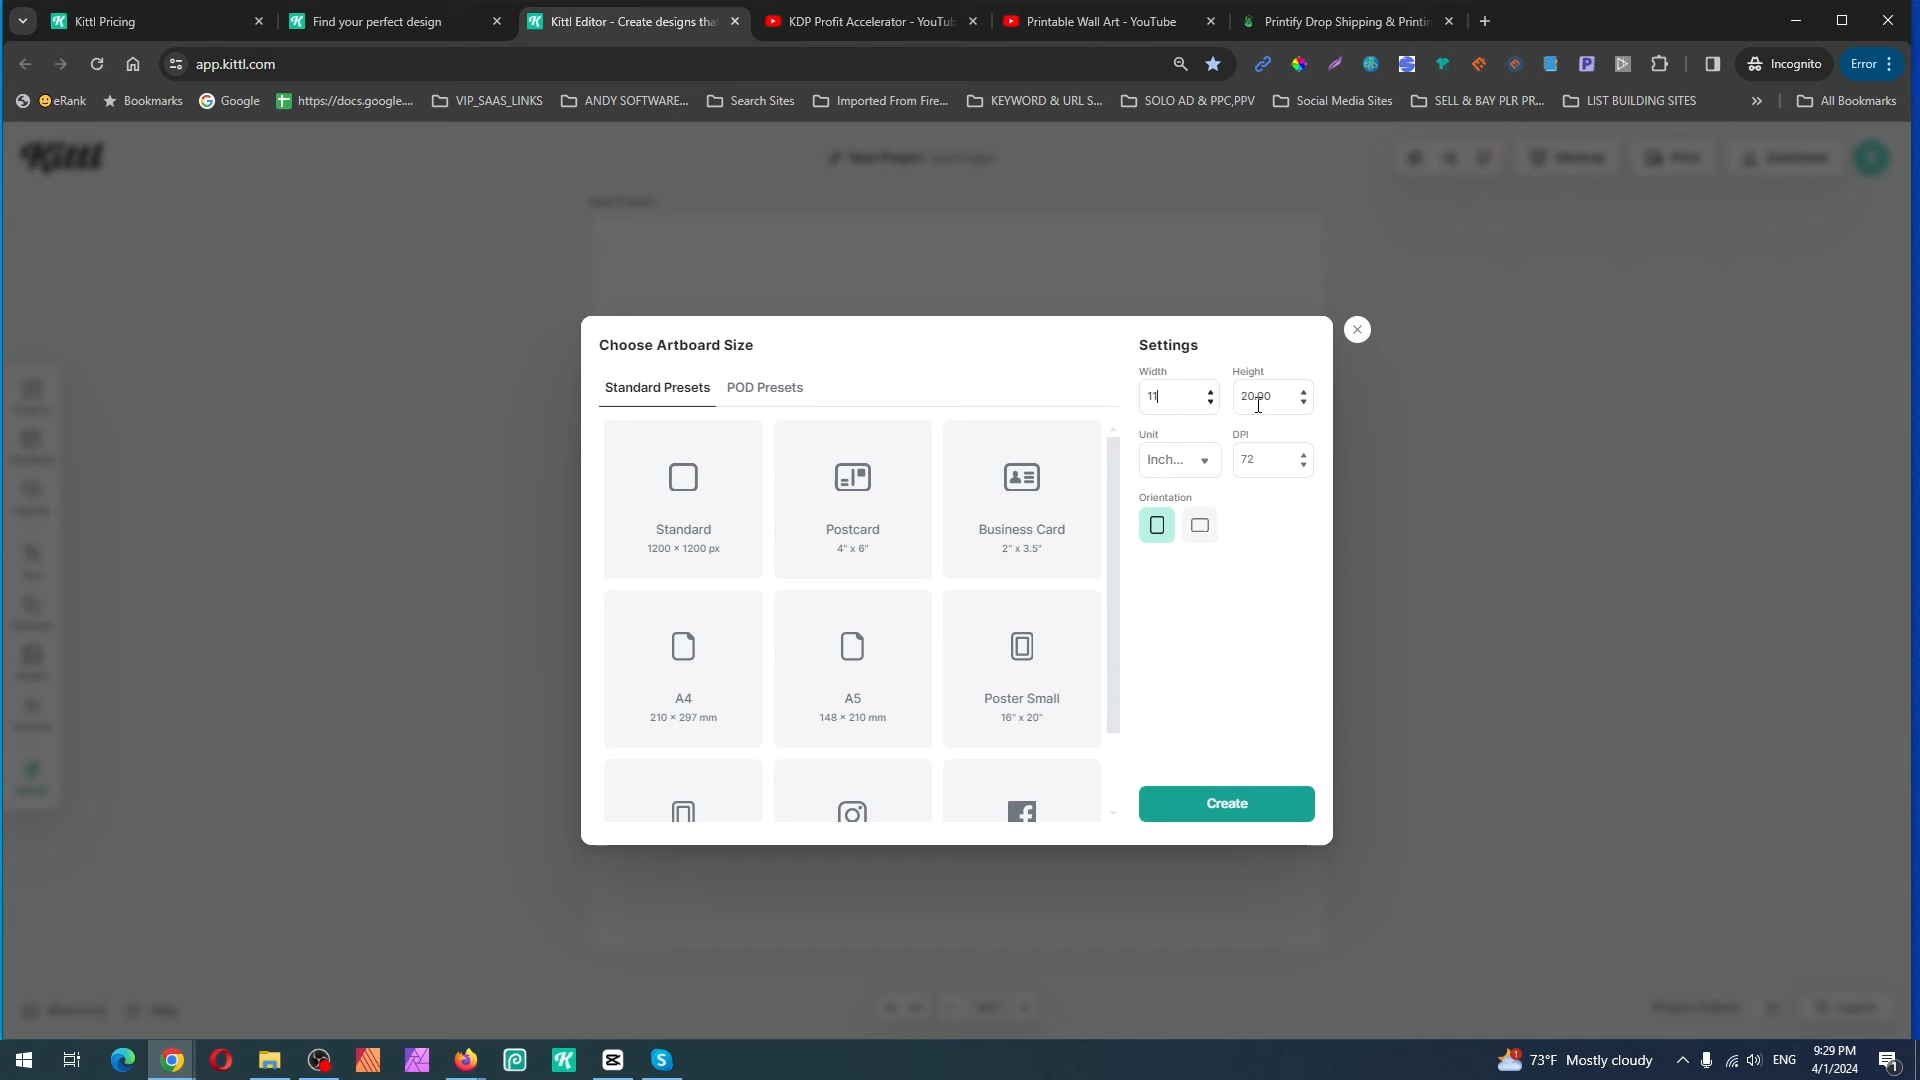 Kittl Pricing
Find your perfect design
Kittl Editor - Create designs tha
KDP Profit Accelerator - YouTub
Printable Wall Art - YouTube
Printify Drop Shipping & Printin
app.kittl.com
Incognito
Error
eRank
Bookmarks
Google
https://docs.google....
VIP_SAAS_LINKS
ANDY SOFTWARE...
Search Sites
Imported From Fire...
KEYWORD & URL S...
SOLO AD & PPC,PPV
Social Media Sites
SELL & BAY PLR PR...
LIST BUILDING SITES
All Bookmarks
Kittl
Mockup
Print
Download
Choose Artboard Size
Settings
Standard Presets
POD Presets
Width
Height
11
20.00
Unit
DPI
Inch...
72
Orientation
Standard
1200 × 1200 px
Postcard
4" x 6"
Business Card
2" x 3.5"
A4
210 × 297 mm
A5
148 × 210 mm
Poster Small
16" x 20"
Create
73°F Mostly cloudy
ENG
9:29 PM
4/1/2024